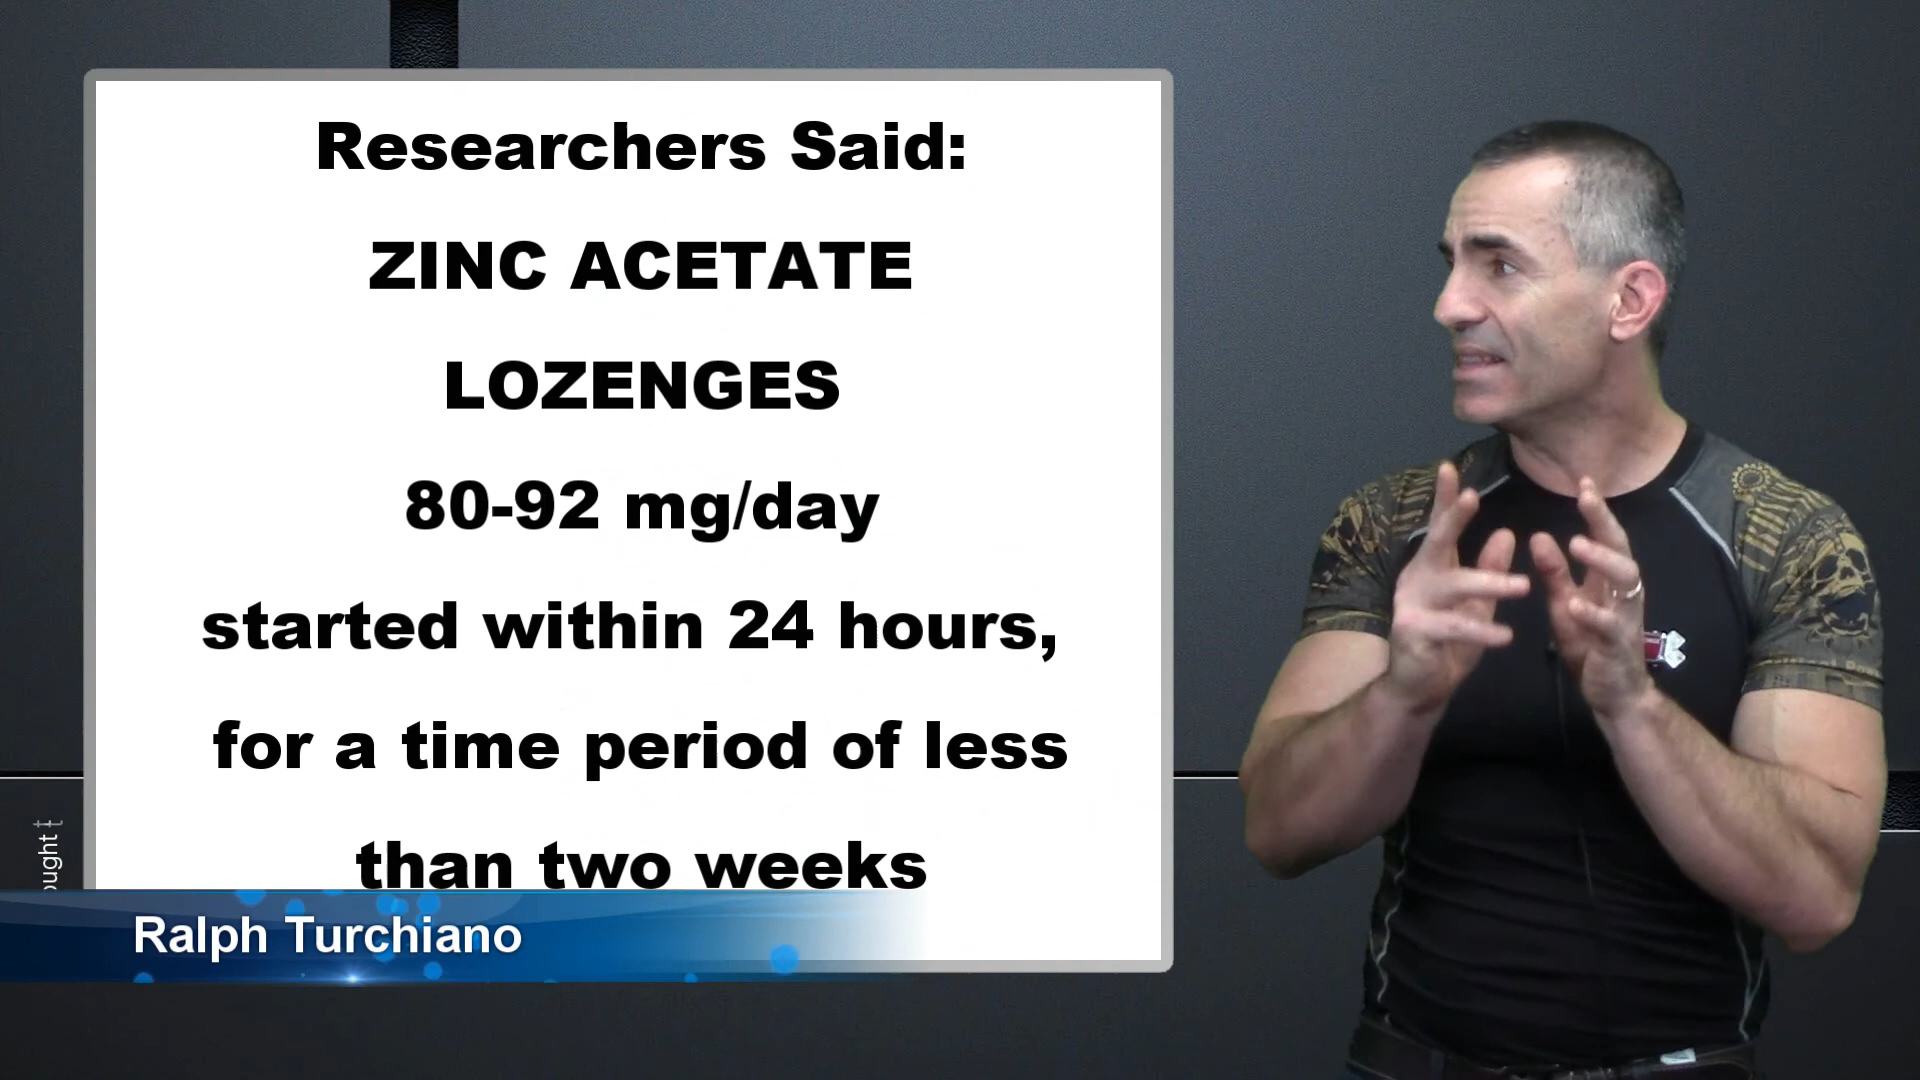 Researchers Said:
ZINC ACETATE
LOZENGES
80-92 mg/day
started within 24 hours,
for a time period of less
than two weeks
ought
Ralph Turchiano